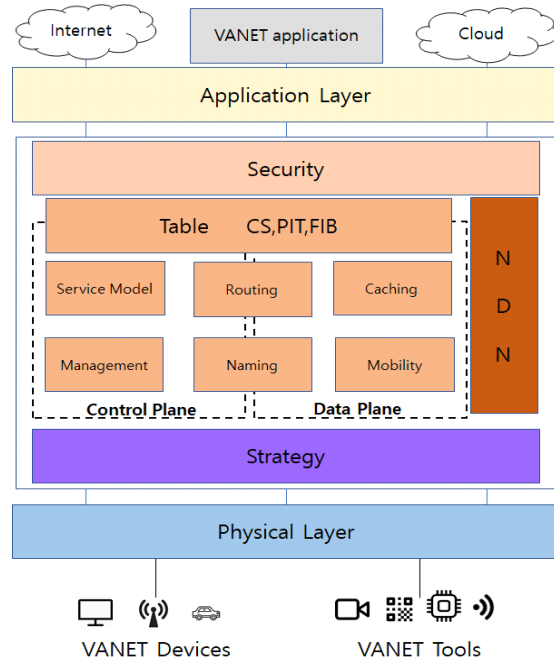 Internet
VANET application
Cloud
Application Layer
Security
Table CS,PIT,FIB
N
D
N
Service Model
Routing
Caching
Management
Naming
Mobility
Control Plane
Data Plane
Strategy
Physical Layer
VANET Devices
VANET Tools